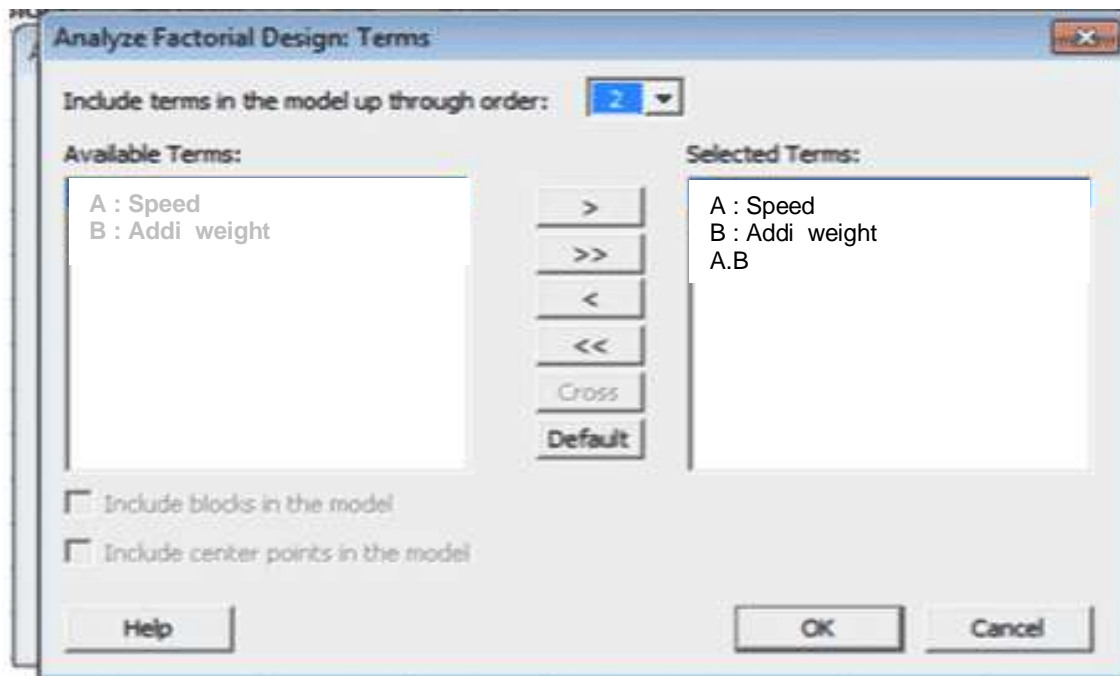 Analyze Factorial Design: Terms
Include terms in the model up through order: 2
Available Terms:
A : Speed
B : Addi weight
>
>>
<
<<
Cross
Default
Selected Terms:
A : Speed
B : Addi weight
A.B
Include blocks in the model
Include center points in the model
Help
OK
Cancel